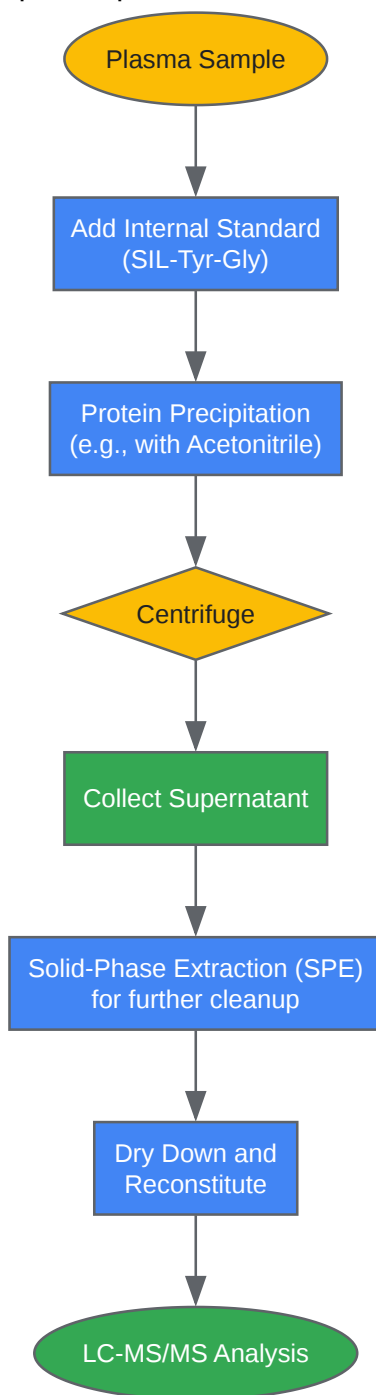 Plasma Sample
Add Internal Standard
(SIL-Tyr-Gly)
Protein Precipitation
(e.g., with Acetonitrile)
Centrifuge
Collect Supernatant
Solid-Phase Extraction (SPE)
for further cleanup
Dry Down and
Reconstitute
LC-MS/MS Analysis